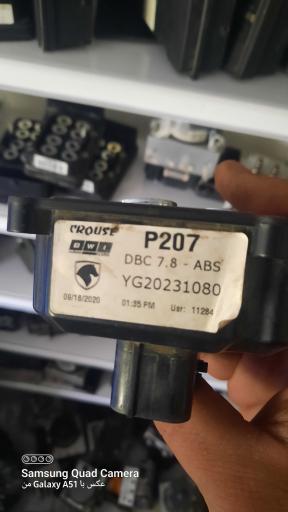 CROUSE
BWI
P207
DBC 7.8 - ABS
YG20231080
09/18/2020
01:35 PM
Usr: 11284
Samsung Quad Camera
عکس با Galaxy A51 من